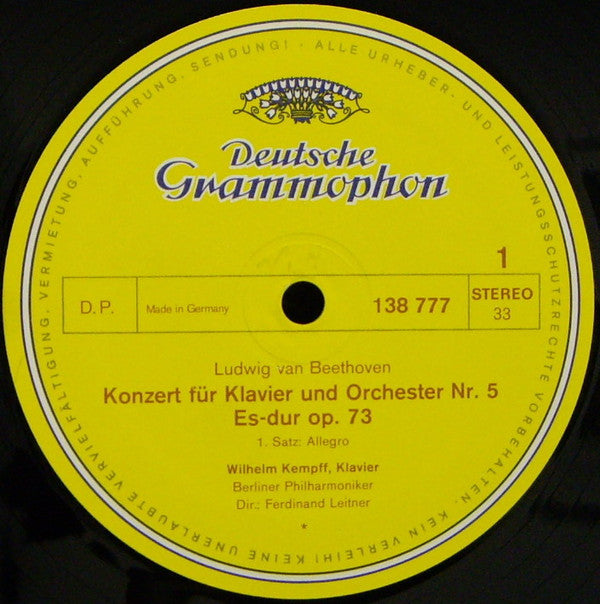 ALLE URHEBER- UND LEISTUNGSSCHUTZRECHTE VORBEHALTEN. KEIN VERLEIH! KEINE UNERLAUBTE VERVIELFÄLTIGUNG, VERMIETUNG, AUFFÜHRUNG, SENDUNG! ·
Deutsche
Grammophon
1
D.P.
Made in Germany
138 777
STEREO
33
Ludwig van Beethoven
Konzert für Klavier und Orchester Nr. 5
Es-dur op. 73
1. Satz: Allegro
Wilhelm Kempff, Klavier
Berliner Philharmoniker
Dir.: Ferdinand Leitner
*